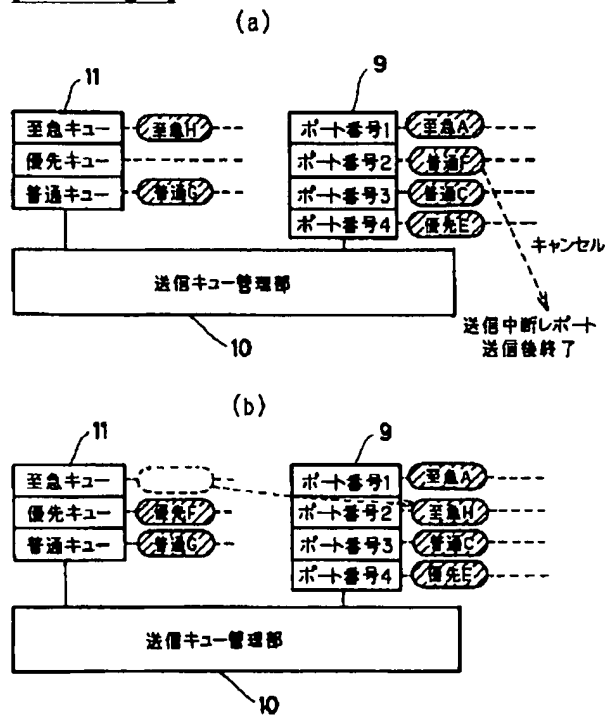 (a)
11
9
至急キュー 至急H
優先キュー
普通キュー 普通G
ポート番号1 至急A
ポート番号2 普通F
ポート番号3 普通C
ポート番号4 優先E
キャンセル
送信キュー管理部
送信中断レポート
送信後終了
10
(b)
11
9
至急キュー
優先キュー 優先F
普通キュー 普通G
ポート番号1 至急A
ポート番号2 至急H
ポート番号3 普通C
ポート番号4 優先E
送信キュー管理部
10